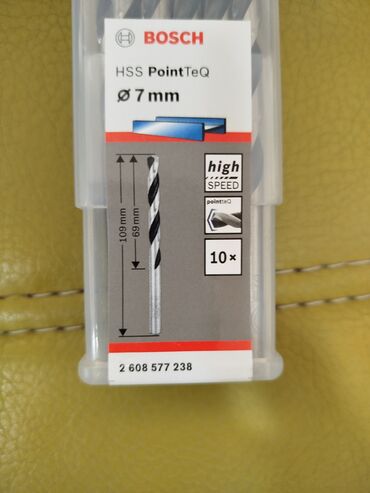 BOSCH
HSS PointTeQ
Ø 7 mm
high
SPEED
pointteQ
109 mm
69 mm
10×
2 608 577 238